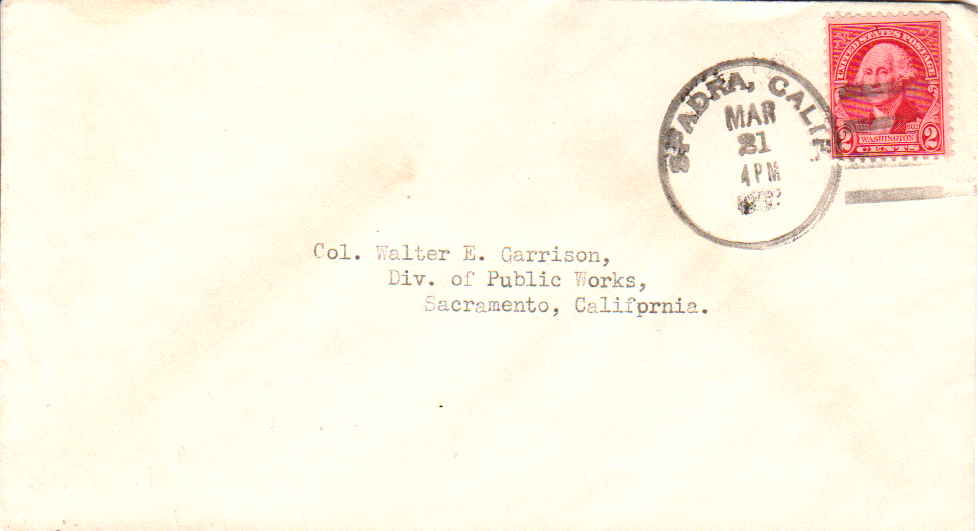 UNITED STATES POSTAGE
2 WASHINGTON 2
CENTS
SPADRA, CALIF.
MAR
21
4 PM
Col. Walter E. Garrison,
Div. of Public Works,
Sacramento, Califprnia.